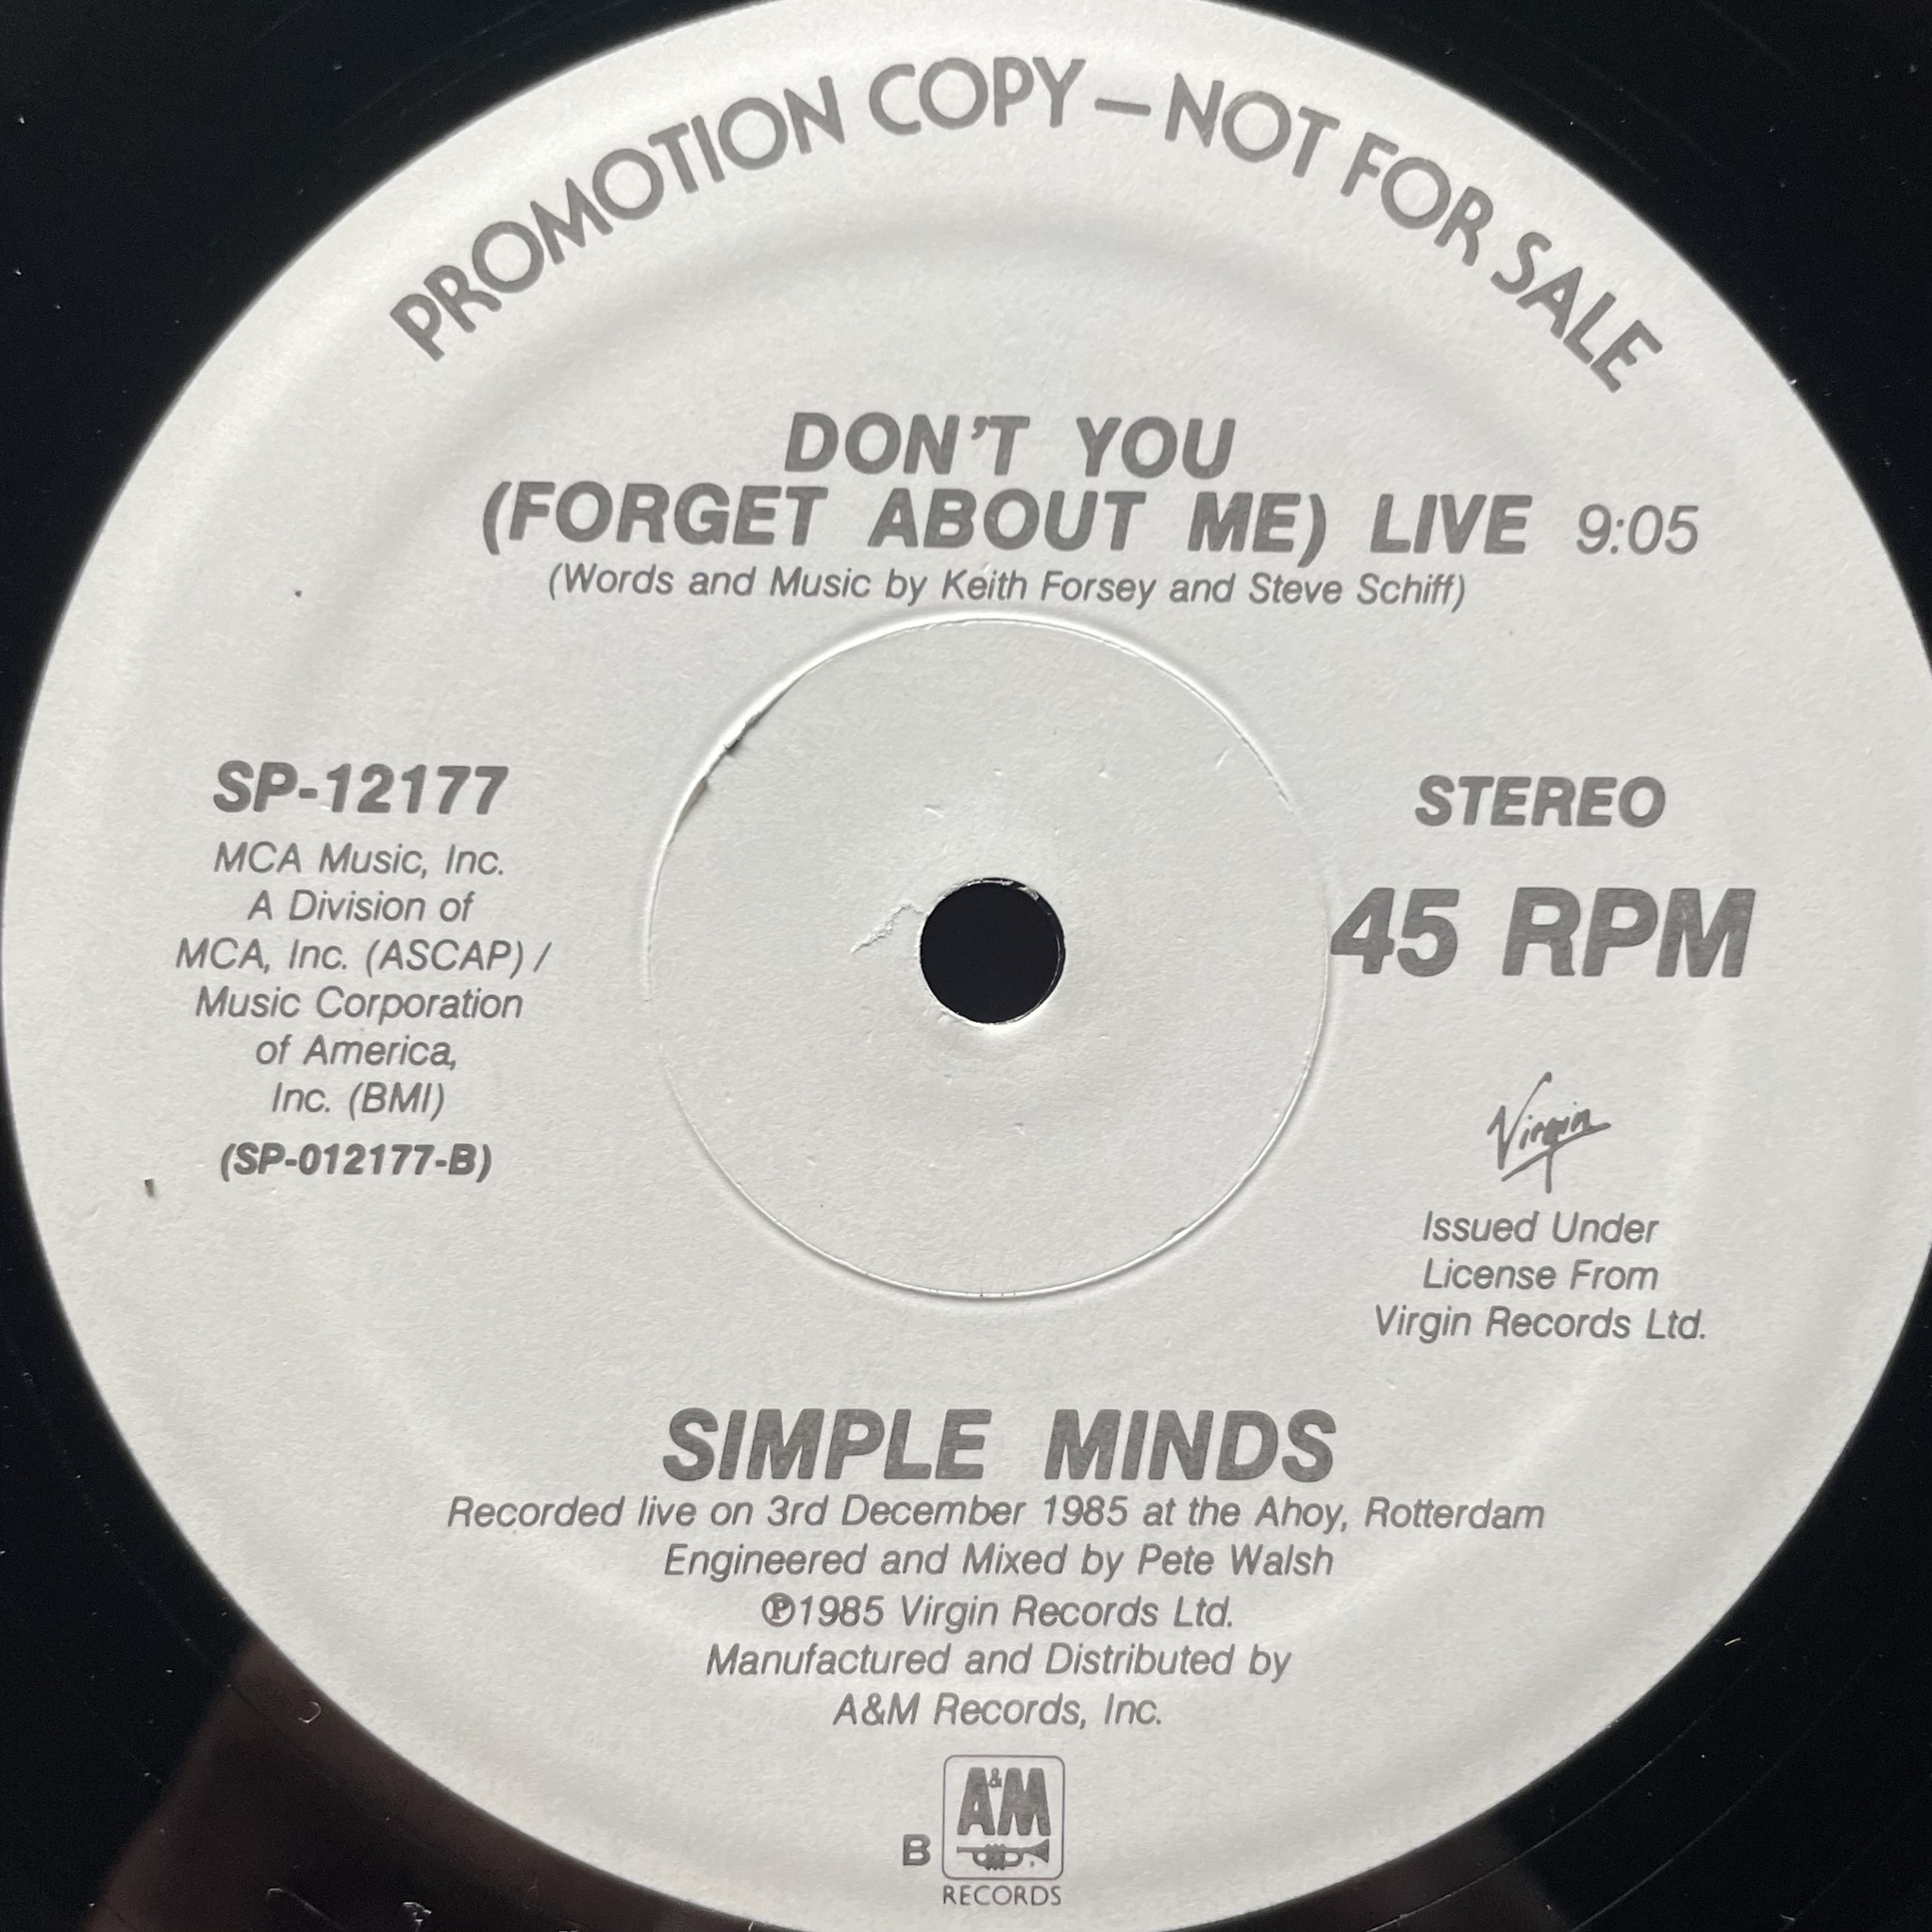 PROMOTION COPY — NOT FOR SALE
DON'T YOU
(FORGET ABOUT ME) LIVE 9:05
(Words and Music by Keith Forsey and Steve Schiff)
SP-12177
MCA Music, Inc.
A Division of
MCA, Inc. (ASCAP) /
Music Corporation
of America,
Inc. (BMI)
(SP-012177-B)
STEREO
45 RPM
Virgin
Issued Under
License From
Virgin Records Ltd.
SIMPLE MINDS
Recorded live on 3rd December 1985 at the Ahoy, Rotterdam
Engineered and Mixed by Pete Walsh
℗1985 Virgin Records Ltd.
Manufactured and Distributed by
A&M Records, Inc.
A&M
B
RECORDS